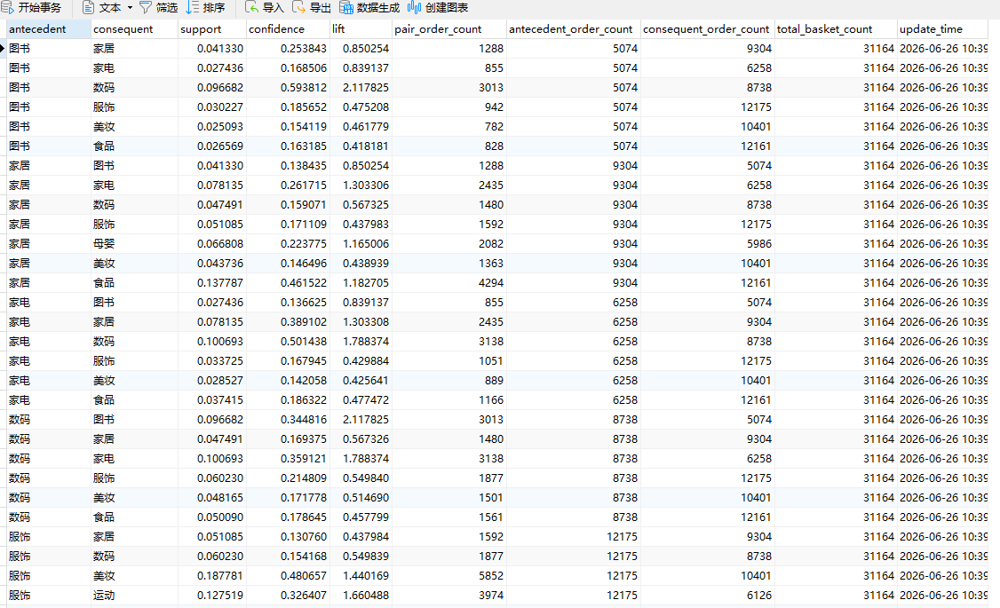 开始事务 文本 筛选 排序 导入 导出 数据生成 创建图表
antecedent consequent support confidence lift pair_order_count antecedent_order_count consequent_order_count total_basket_count update_time
图书 家居 0.041330 0.253843 0.850254 1288 5074 9304 31164 2026-06-26 10:39
图书 家电 0.027436 0.168506 0.839137 855 5074 6258 31164 2026-06-26 10:39
图书 数码 0.096682 0.593812 2.117825 3013 5074 8738 31164 2026-06-26 10:39
图书 服饰 0.030227 0.185652 0.475208 942 5074 12175 31164 2026-06-26 10:39
图书 美妆 0.025093 0.154119 0.461779 782 5074 10401 31164 2026-06-26 10:39
图书 食品 0.026569 0.163185 0.418181 828 5074 12161 31164 2026-06-26 10:39
家居 图书 0.041330 0.138435 0.850254 1288 9304 5074 31164 2026-06-26 10:39
家居 家电 0.078135 0.261715 1.303306 2435 9304 6258 31164 2026-06-26 10:39
家居 数码 0.047491 0.159071 0.567325 1480 9304 8738 31164 2026-06-26 10:39
家居 服饰 0.051085 0.171109 0.437983 1592 9304 12175 31164 2026-06-26 10:39
家居 母婴 0.066808 0.223775 1.165006 2082 9304 5986 31164 2026-06-26 10:39
家居 美妆 0.043736 0.146496 0.438939 1363 9304 10401 31164 2026-06-26 10:39
家居 食品 0.137787 0.461522 1.182705 4294 9304 12161 31164 2026-06-26 10:39
家电 图书 0.027436 0.136625 0.839137 855 6258 5074 31164 2026-06-26 10:39
家电 家居 0.078135 0.389102 1.303308 2435 6258 9304 31164 2026-06-26 10:39
家电 数码 0.100693 0.501438 1.788374 3138 6258 8738 31164 2026-06-26 10:39
家电 服饰 0.033725 0.167945 0.429884 1051 6258 12175 31164 2026-06-26 10:39
家电 美妆 0.028527 0.142058 0.425641 889 6258 10401 31164 2026-06-26 10:39
家电 食品 0.037415 0.186322 0.477472 1166 6258 12161 31164 2026-06-26 10:39
数码 图书 0.096682 0.344816 2.117825 3013 8738 5074 31164 2026-06-26 10:39
数码 家居 0.047491 0.169375 0.567326 1480 8738 9304 31164 2026-06-26 10:39
数码 家电 0.100693 0.359121 1.788374 3138 8738 6258 31164 2026-06-26 10:39
数码 服饰 0.060230 0.214809 0.549840 1877 8738 12175 31164 2026-06-26 10:39
数码 美妆 0.048165 0.171778 0.514690 1501 8738 10401 31164 2026-06-26 10:39
数码 食品 0.050090 0.178645 0.457799 1561 8738 12161 31164 2026-06-26 10:39
服饰 家居 0.051085 0.130760 0.437984 1592 12175 9304 31164 2026-06-26 10:39
服饰 数码 0.060230 0.154168 0.549839 1877 12175 8738 31164 2026-06-26 10:39
服饰 美妆 0.187781 0.480657 1.440169 5852 12175 10401 31164 2026-06-26 10:39
服饰 运动 0.127519 0.326407 1.660488 3974 12175 6126 31164 2026-06-26 10:39